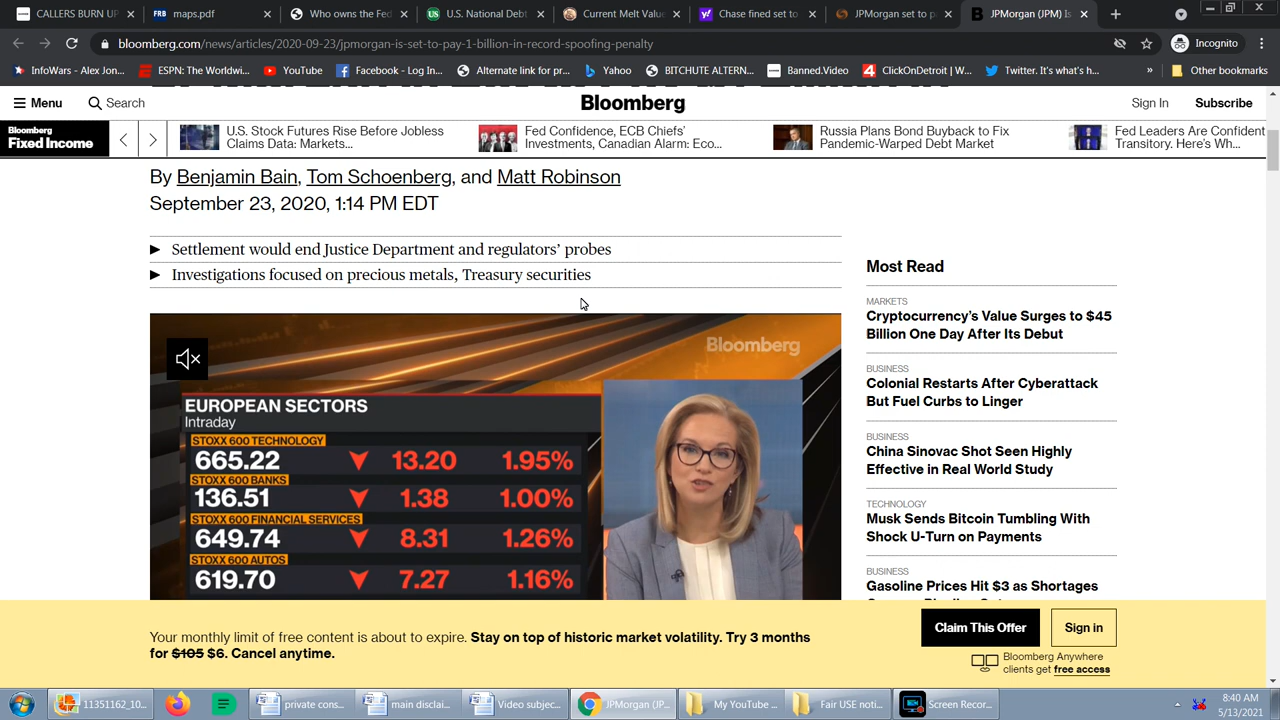 CALLERS BURN UP
maps.pdf
Who owns the Fed
U.S. National Debt
Current Melt Value
Chase fined set to
JPMorgan set to p
JPMorgan (JPM) Is
bloomberg.com/news/articles/2020-09-23/jpmorgan-is-set-to-pay-1-billion-in-record-spoofing-penalty
Incognito
InfoWars - Alex Jon...
ESPN: The Worldwi...
YouTube
Facebook - Log In...
Alternate link for pr...
Yahoo
BITCHUTE ALTERN...
Banned.Video
ClickOnDetroit | W...
Twitter. It's what's h...
»
Other bookmarks
Menu
Search
Bloomberg
Sign In
Subscribe
Bloomberg
Fixed Income
U.S. Stock Futures Rise Before Jobless
Claims Data: Markets...
Fed Confidence, ECB Chiefs'
Investments, Canadian Alarm: Eco...
Russia Plans Bond Buyback to Fix
Pandemic-Warped Debt Market
Fed Leaders Are Confident
Transitory. Here's Wh...
By Benjamin Bain, Tom Schoenberg, and Matt Robinson
September 23, 2020, 1:14 PM EDT
Settlement would end Justice Department and regulators' probes
Investigations focused on precious metals, Treasury securities
Bloomberg
EUROPEAN SECTORS
Intraday
STOXX 600 TECHNOLOGY
665.22 13.20 1.95%
STOXX 600 BANKS
136.51 1.38 1.00%
STOXX 600 FINANCIAL SERVICES
649.74 8.31 1.26%
STOXX 600 AUTOS
619.70 7.27 1.16%
Most Read
MARKETS
Cryptocurrency's Value Surges to $45
Billion One Day After Its Debut
BUSINESS
Colonial Restarts After Cyberattack
But Fuel Curbs to Linger
BUSINESS
China Sinovac Shot Seen Highly
Effective in Real World Study
TECHNOLOGY
Musk Sends Bitcoin Tumbling With
Shock U-Turn on Payments
BUSINESS
Gasoline Prices Hit $3 as Shortages
Your monthly limit of free content is about to expire. Stay on top of historic market volatility. Try 3 months
for $105 $6. Cancel anytime.
Claim This Offer
Sign in
Bloomberg Anywhere
clients get free access
11351162_10...
private cons...
main disclai...
Video subjec...
JPMorgan (JP...
My YouTube ...
Fair USE noti...
Screen Recor...
8:40 AM
5/13/2021